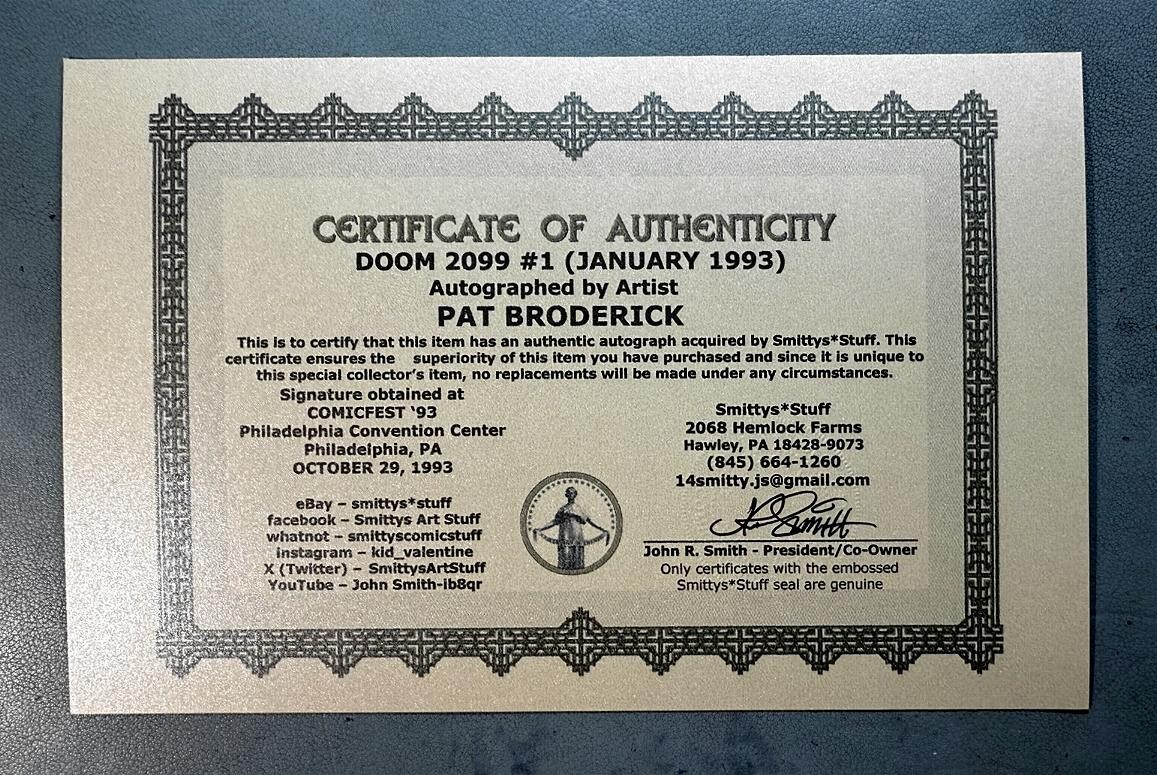 CERTIFICATE OF AUTHENTICITY
DOOM 2099 #1 (JANUARY 1993)
Autographed by Artist
PAT BRODERICK
This is to certify that this item has an authentic autograph acquired by Smittys*Stuff. This
certificate ensures the superiority of this item you have purchased and since it is unique to
this special collector's item, no replacements will be made under any circumstances.
Signature obtained at
COMICFEST ‘93
Philadelphia Convention Center
Philadelphia, PA
OCTOBER 29, 1993
eBay – smittys*stuff
facebook – Smittys Art Stuff
whatnot – smittyscomicstuff
instagram – kid_valentine
X (Twitter) – SmittysArtStuff
YouTube – John Smith-ib8qr
Smittys*Stuff
2068 Hemlock Farms
Hawley, PA 18428-9073
(845) 664-1260
14smitty.js@gmail.com
John R. Smith - President/Co-Owner
Only certificates with the embossed
Smittys*Stuff seal are genuine